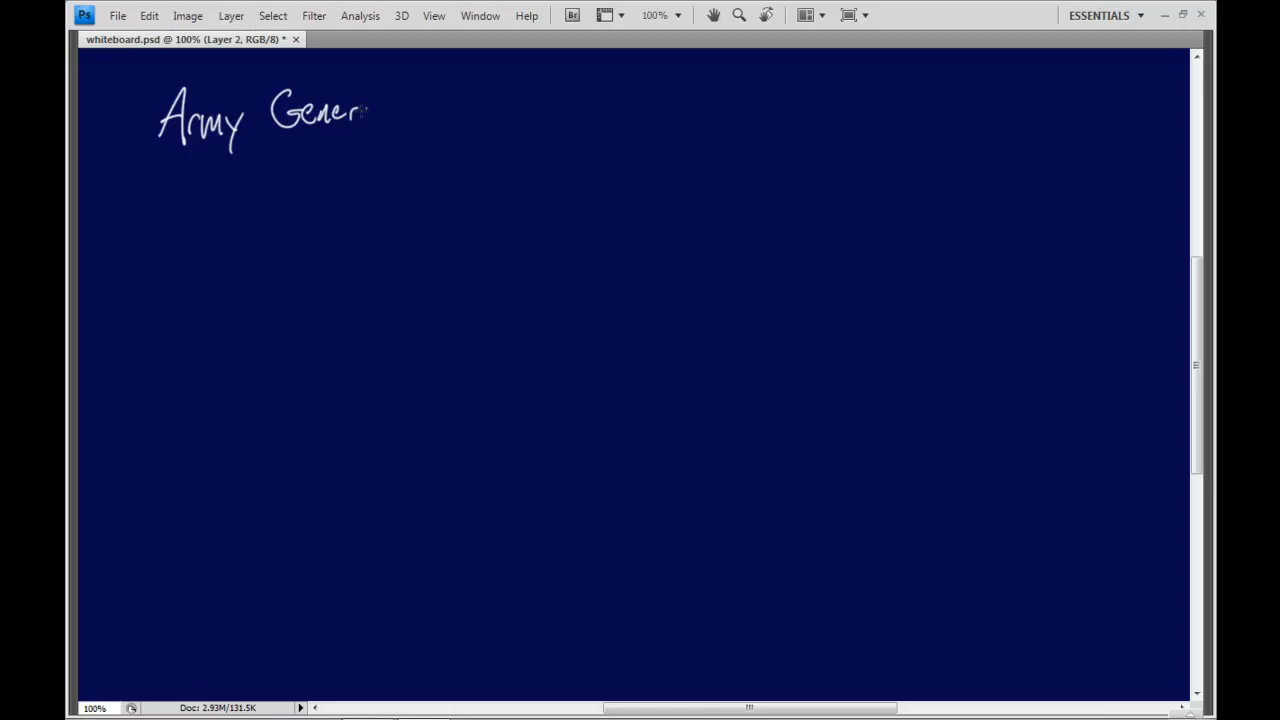 Ps File Edit Image Layer Select Filter Analysis 3D View Window Help Br 100% ESSENTIALS
whiteboard.psd @ 100% (Layer 2, RGB/8) *
Army Gener
100% Doc: 2.93M/131.5K